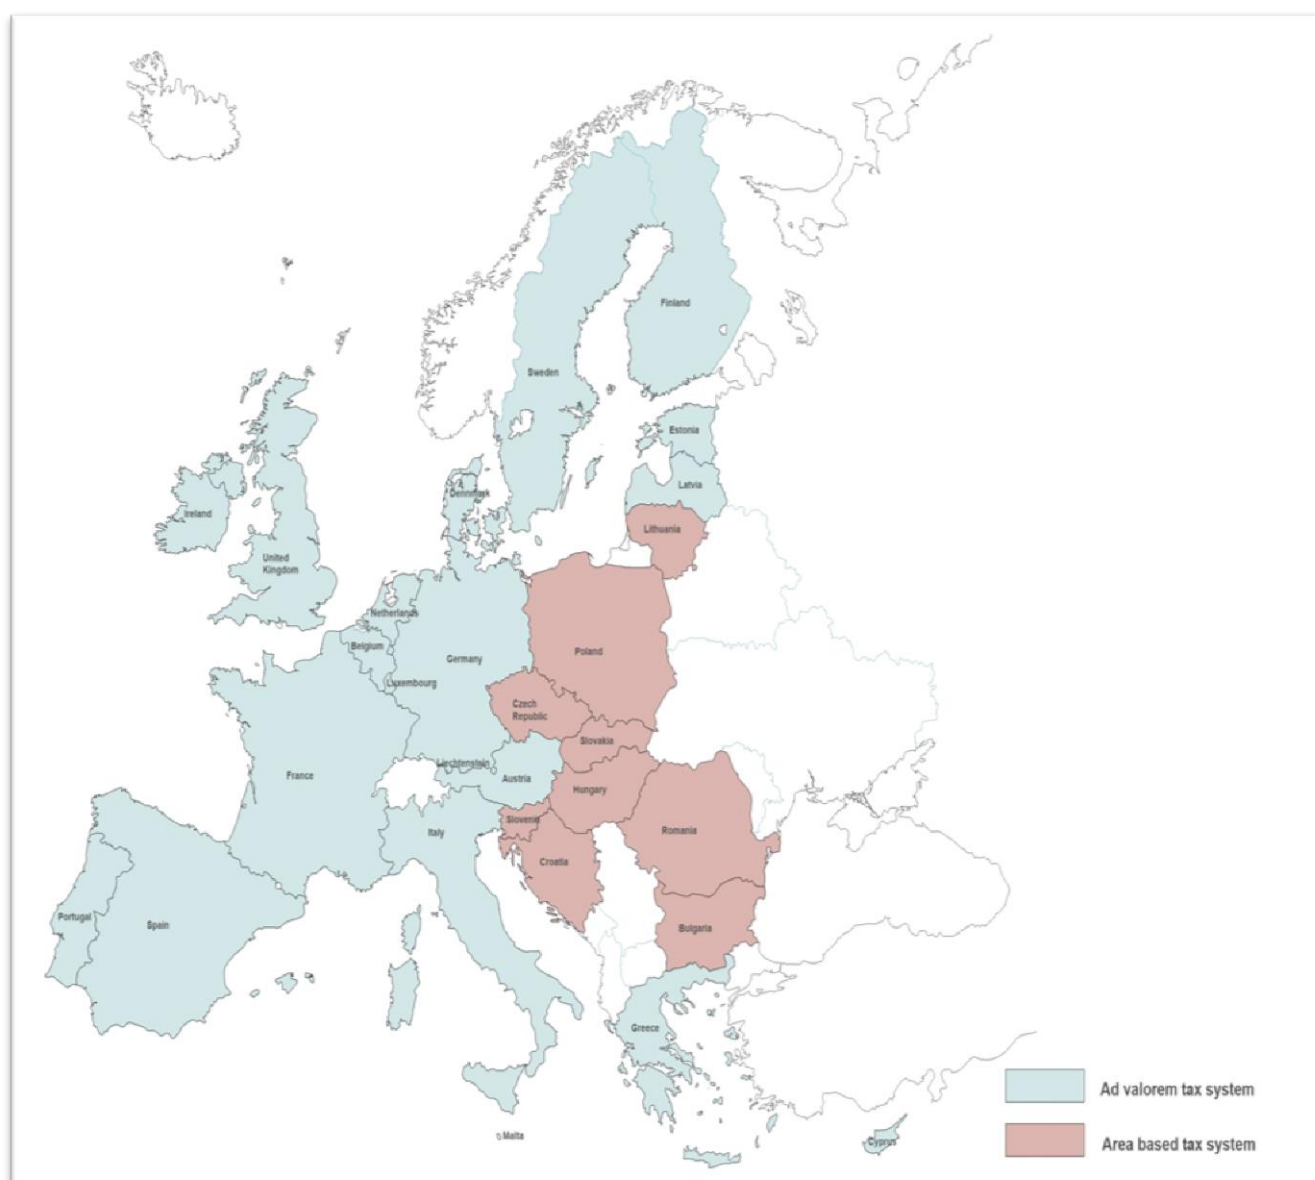 Finland
Sweden
Estonia
Latvia
Dennmark
Lithuania
Ireland
United
Kingdom
Netherlands
Belgium
Poland
Germany
Luxembourg
Czech
Republic
Slovakia
Liechtenstein
Austria
France
Hungary
Slovenia
Italy
Romania
Croatia
Portugal
Spain
Bulgaria
Greece
Ad valorem tax system
Malta
Cyprus
Area based tax system